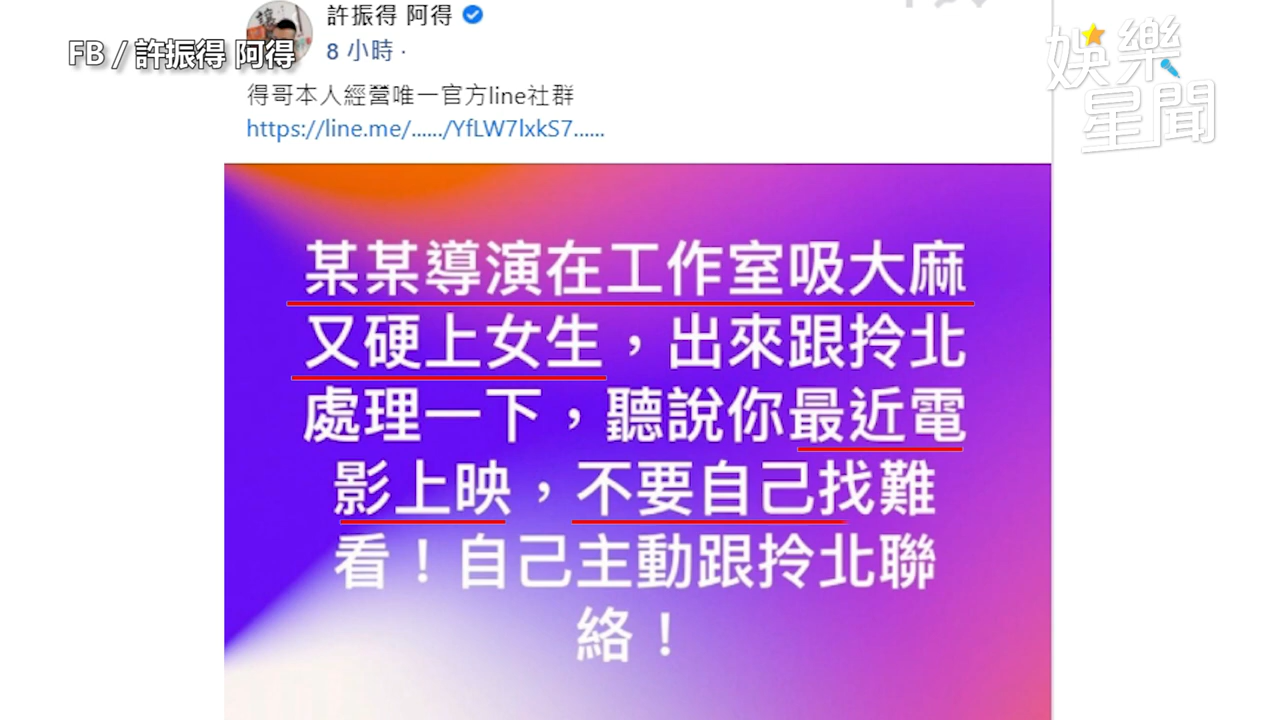 許振得 阿得
8 小時 ·
FB / 許振得 阿得
娛樂
星聞
得哥本人經營唯一官方line社群
https://line.me/....../YfLW7lxkS7......
某某導演在工作室吸大麻
又硬上女生，出來跟拎北
處理一下，聽說你最近電
影上映，不要自己找難
看！自己主動跟拎北聯
絡！